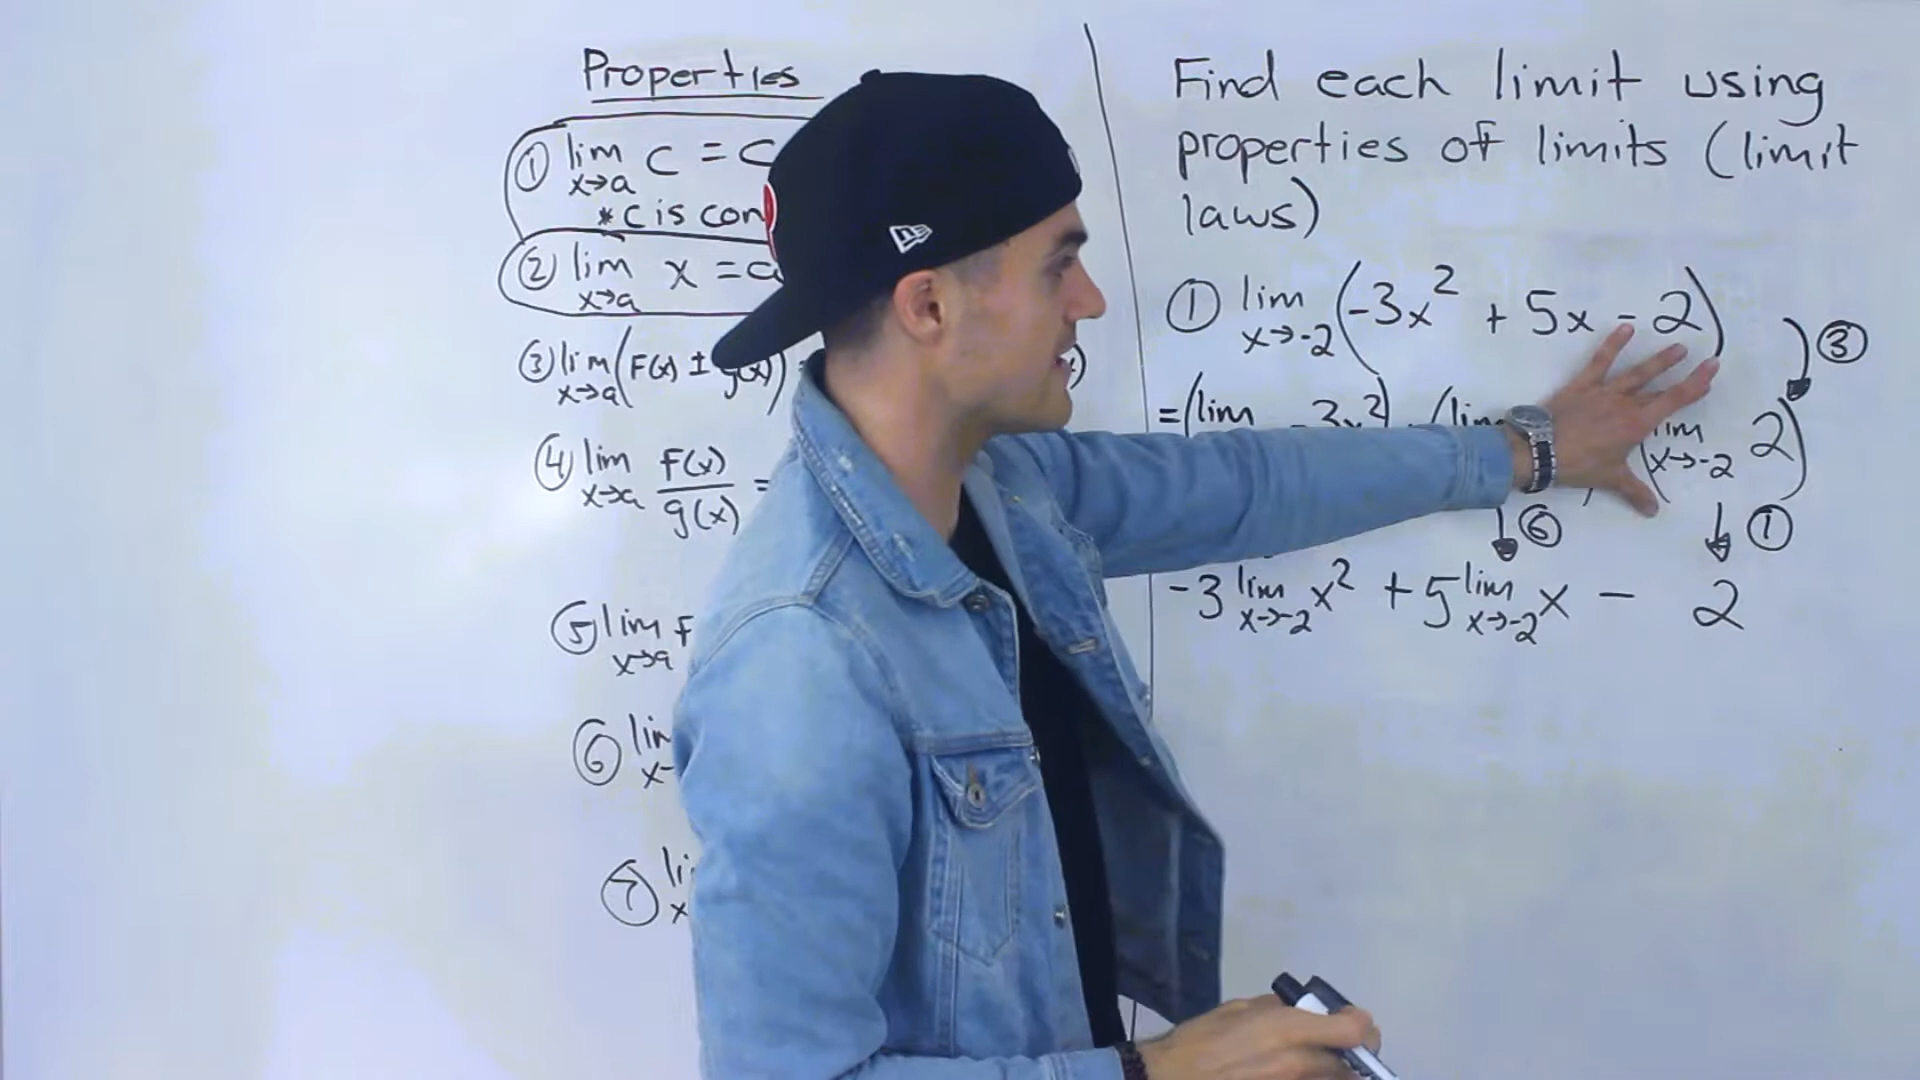 Properties
① lim C = C
x→a
*C is con
② lim x = a
x→a
③ lim (F(x) ± g(x))
x→a
④ lim F(x)/g(x) =
x→a
⑤ lim F
x→a
⑥ lim
x→
⑦ li
x
Find each limit using
properties of limits (limit
laws)
① lim (-3x² + 5x - 2)
x→-2
③
= (lim -3x²) (lim lim 2)
x→-2
⑥ ①
-3 lim x² + 5 lim x - 2
x→-2 x→-2